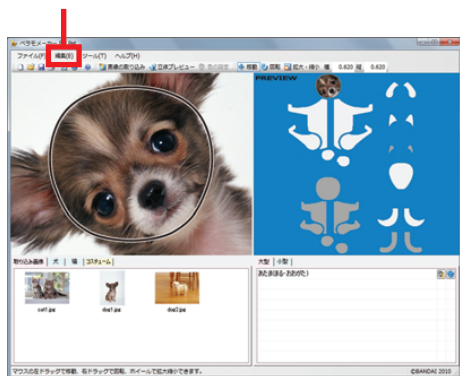 ペラモメーカー
ファイル(F) 編集(E) ツール(T) ヘルプ(H)
画像の取り込み 立体プレビュー 移動 回転 拡大・縮小 幅 0.620 縦 0.620
PREVIEW
取り込み画像 犬 猫 コスチューム
大型 小型
あたま(まる・おおがた)
cat1.jpg dog1.jpg dog2.jpg
マウスの左ドラッグで移動、右ドラッグで回転、ホイールで拡大縮小できます。
©BANDAI 2010